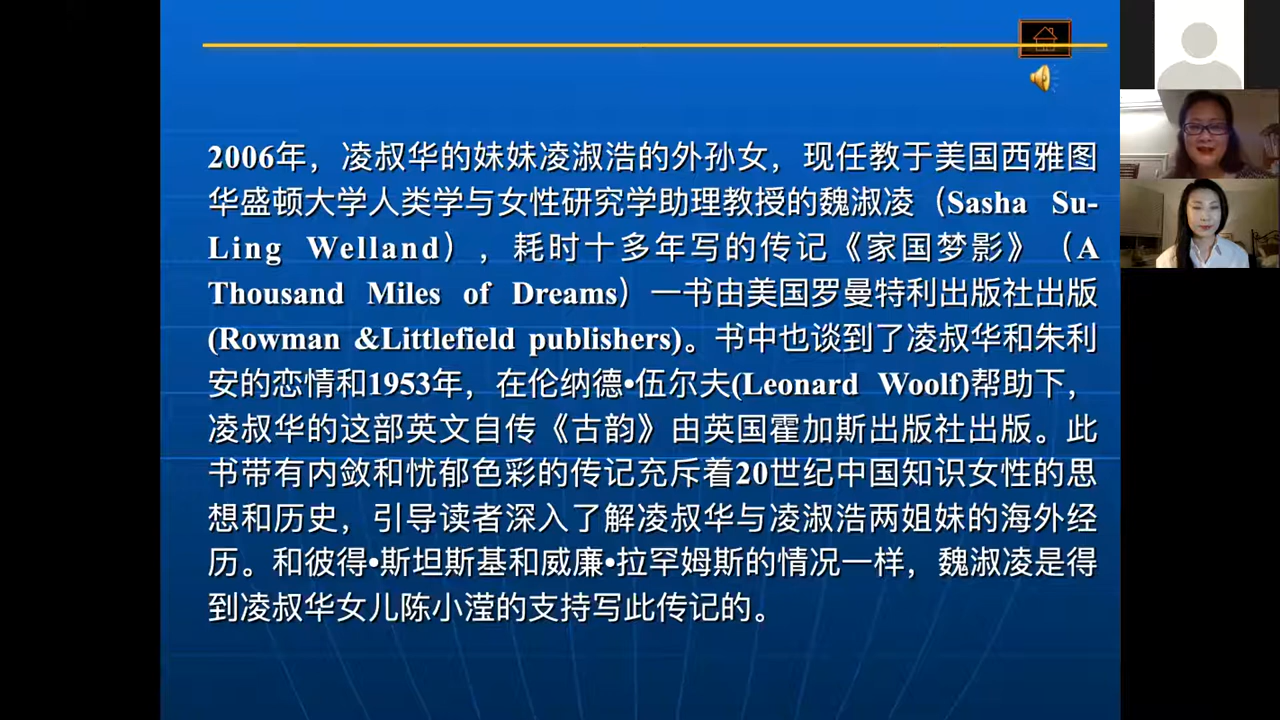 2006年，凌叔华的妹妹凌淑浩的外孙女，现任教于美国西雅图
华盛顿大学人类学与女性研究学助理教授的魏淑凌（Sasha Su-
Ling Welland），耗时十多年写的传记《家国梦影》（A
Thousand Miles of Dreams）一书由美国罗曼特利出版社出版
(Rowman &Littlefield publishers)。书中也谈到了凌叔华和朱利
安的恋情和1953年，在伦纳德•伍尔夫(Leonard Woolf)帮助下，
凌叔华的这部英文自传《古韵》由英国霍加斯出版社出版。此
书带有内敛和忧郁色彩的传记充斥着20世纪中国知识女性的思
想和历史，引导读者深入了解凌叔华与凌淑浩两姐妹的海外经
历。和彼得•斯坦斯基和威廉•拉罕姆斯的情况一样，魏淑凌是得
到凌叔华女儿陈小滢的支持写此传记的。